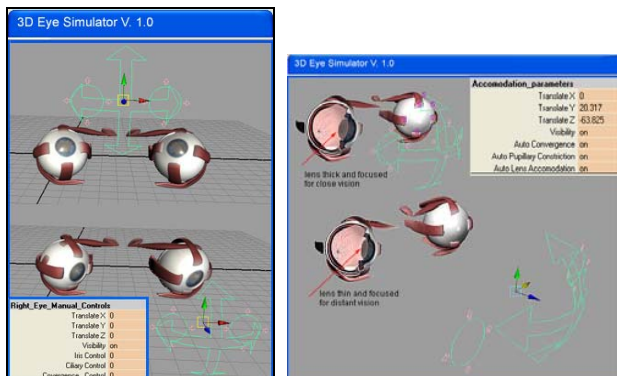 3D Eye Simulator V. 1.0
Right_Eye_Manual_Controls
Translate X 0
Translate Y 0
Translate Z 0
Visibility on
Iris Control 0
Ciliary Control 0
Convergence_Control 0
3D Eye Simulator V. 1.0
Accomodation_parameters
Translate X 0
Translate Y 20.317
Translate Z -63.825
Visibility on
Auto Convergence on
Auto Pupillary Constriction on
Auto Lens Accomodation on
lens thick and focused
for close vision
lens thin and focused
for distant vision